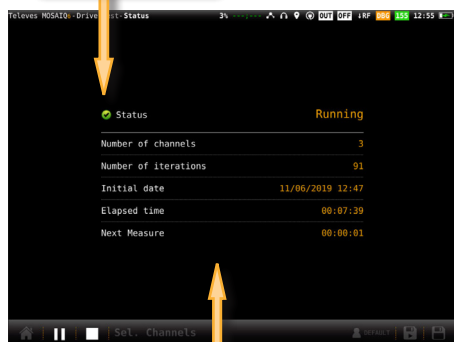 Televes MOSAIQ6-Drive Test-Status 3% --:-- OUT OFF ↓RF DBG 155 12:55
Status Running
Number of channels 3
Number of iterations 91
Initial date 11/06/2019 12:47
Elapsed time 00:07:39
Next Measure 00:00:01
Sel. Channels DEFAULT